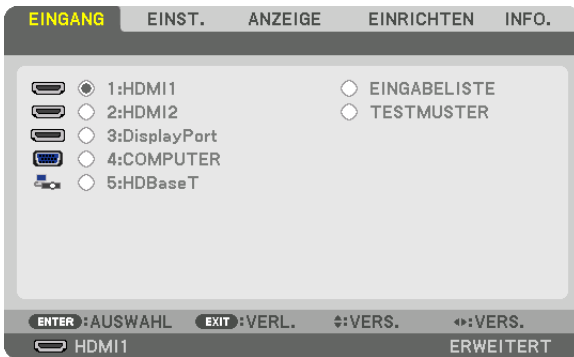 EINGANG EINST. ANZEIGE EINRICHTEN INFO.
1:HDMI1 EINGABELISTE
2:HDMI2 TESTMUSTER
3:DisplayPort
4:COMPUTER
5:HDBaseT
ENTER :AUSWAHL EXIT :VERL. :VERS. :VERS.
HDMI1 ERWEITERT